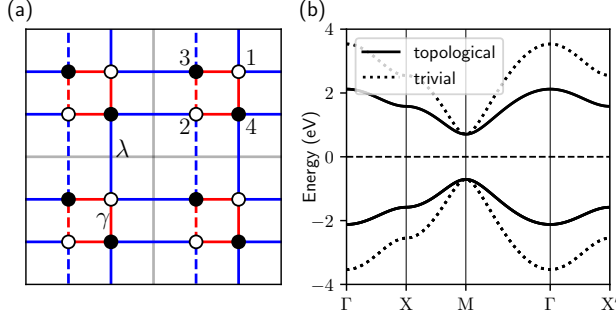 (a)
3
1
2
4
λ
γ
(b)
Energy (eV)
4
2
0
−2
−4
topological
trivial
Γ
X
M
Γ
X'